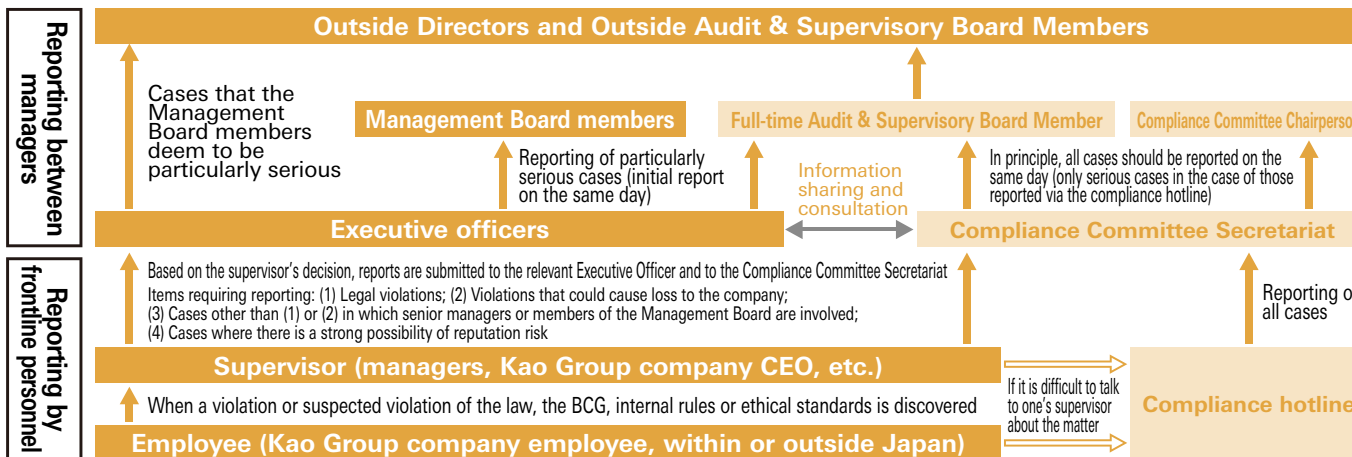 Reporting between
managers
Outside Directors and Outside Audit & Supervisory Board Members
Cases that the
Management
Board members
deem to be
particularly serious
Management Board members
Full-time Audit & Supervisory Board Member
Compliance Committee Chairperso
Reporting of particularly
serious cases (initial report
on the same day)
Information
sharing and
consultation
In principle, all cases should be reported on the
same day (only serious cases in the case of those
reported via the compliance hotline)
Executive officers
Compliance Committee Secretariat
Reporting by
frontline personnel
Based on the supervisor's decision, reports are submitted to the relevant Executive Officer and to the Compliance Committee Secretariat
Items requiring reporting: (1) Legal violations; (2) Violations that could cause loss to the company;
(3) Cases other than (1) or (2) in which senior managers or members of the Management Board are involved;
(4) Cases where there is a strong possibility of reputation risk
Reporting o
all cases
Supervisor (managers, Kao Group company CEO, etc.)
When a violation or suspected violation of the law, the BCG, internal rules or ethical standards is discovered
If it is difficult to talk
to one's supervisor
about the matter
Compliance hotline
Employee (Kao Group company employee, within or outside Japan)